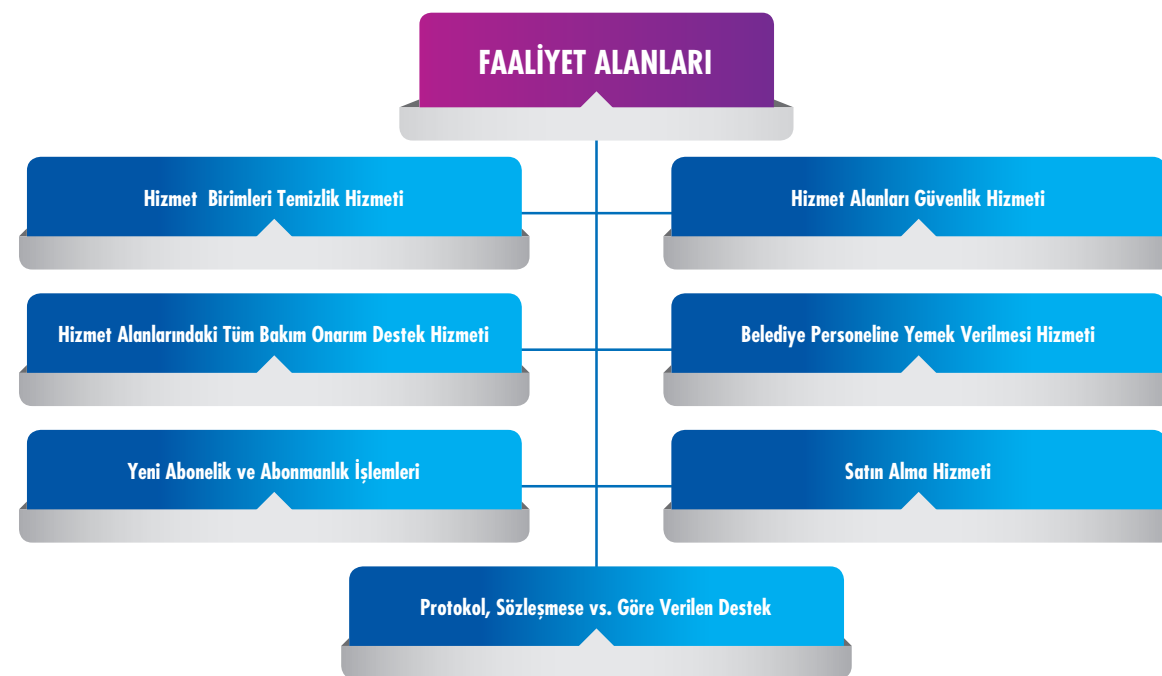 FAALİYET ALANLARI
Hizmet Birimleri Temizlik Hizmeti
Hizmet Alanları Güvenlik Hizmeti
Hizmet Alanlarındaki Tüm Bakım Onarım Destek Hizmeti
Belediye Personeline Yemek Verilmesi Hizmeti
Yeni Abonelik ve Abonmanlık İşlemleri
Satın Alma Hizmeti
Protokol, Sözleşmese vs. Göre Verilen Destek